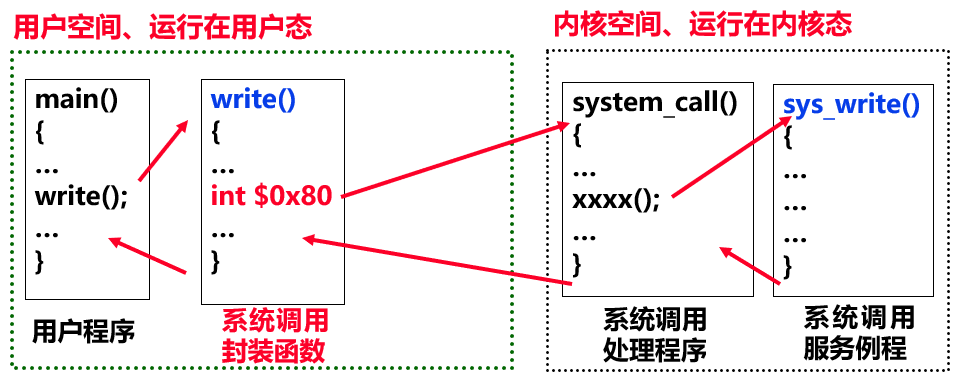 用户空间、运行在用户态
内核空间、运行在内核态
main()
{
...
write();
...
}
用户程序
write()
{
...
int $0x80
...
}
系统调用
封装函数
system_call()
{
...
xxxx();
...
}
系统调用
处理程序
sys_write()
{
...
...
...
}
系统调用
服务例程